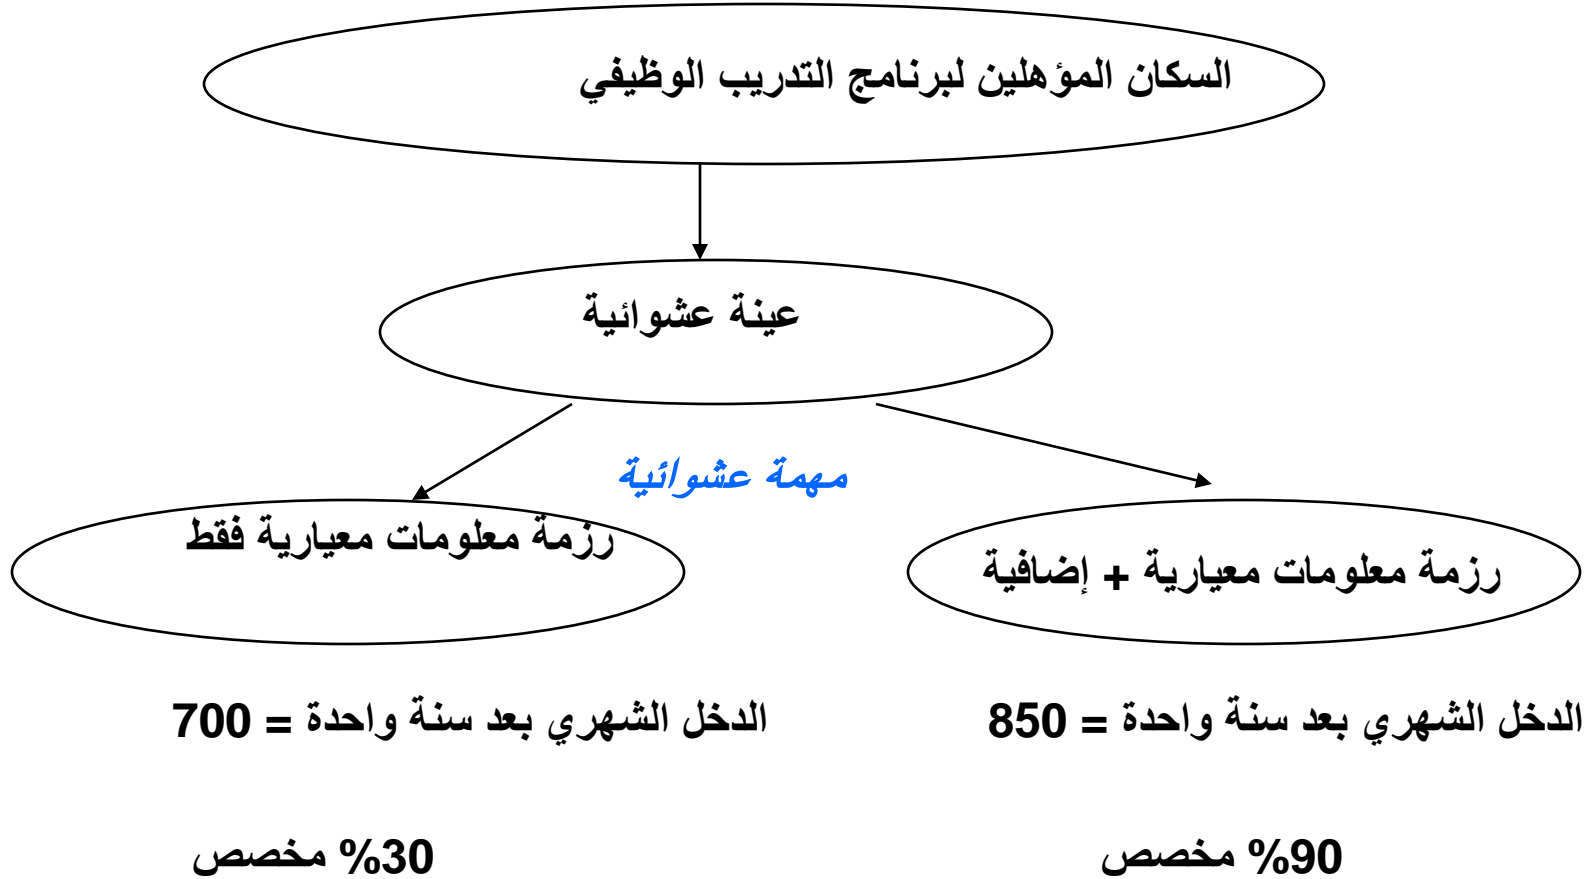 السكان المؤهلين لبرنامج التدريب الوظيفي
عينة عشوائية
مهمة عشوائية
رزمة معلومات معيارية + إضافية
رزمة معلومات معيارية فقط
الدخل الشهري بعد سنة واحدة = 850
الدخل الشهري بعد سنة واحدة = 700
90% مخصص
30% مخصص